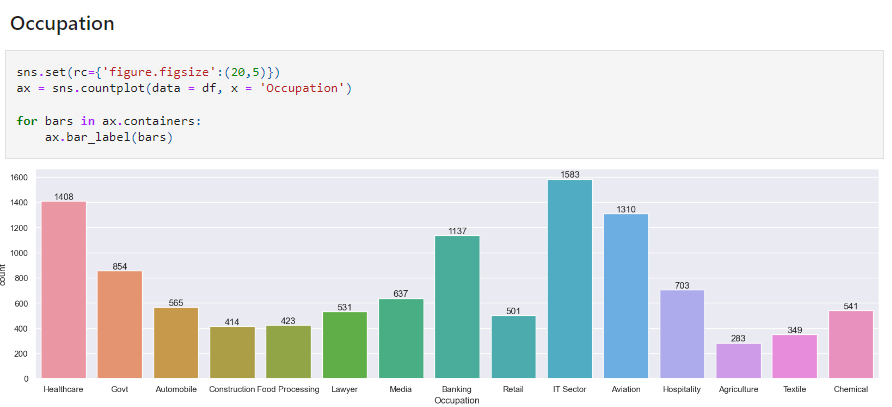 Occupation
sns.set(rc={'figure.figsize':(20,5)})
ax = sns.countplot(data = df, x = 'Occupation')
for bars in ax.containers:
    ax.bar_label(bars)
1600
1400
1200
1000
800
600
400
200
0
count
1408
854
565
414
423
531
637
1137
501
1583
1310
703
283
349
541
Healthcare
Govt
Automobile
Construction
Food Processing
Lawyer
Media
Banking
Retail
IT Sector
Aviation
Hospitality
Agriculture
Textile
Chemical
Occupation